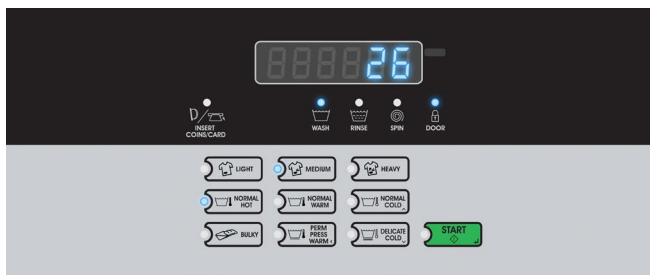 26
INSERT
COINS/CARD
WASH
RINSE
SPIN
DOOR
LIGHT
MEDIUM
HEAVY
NORMAL
HOT
NORMAL
WARM
NORMAL
COLD
BULKY
PERM
PRESS
WARM
DELICATE
COLD
START